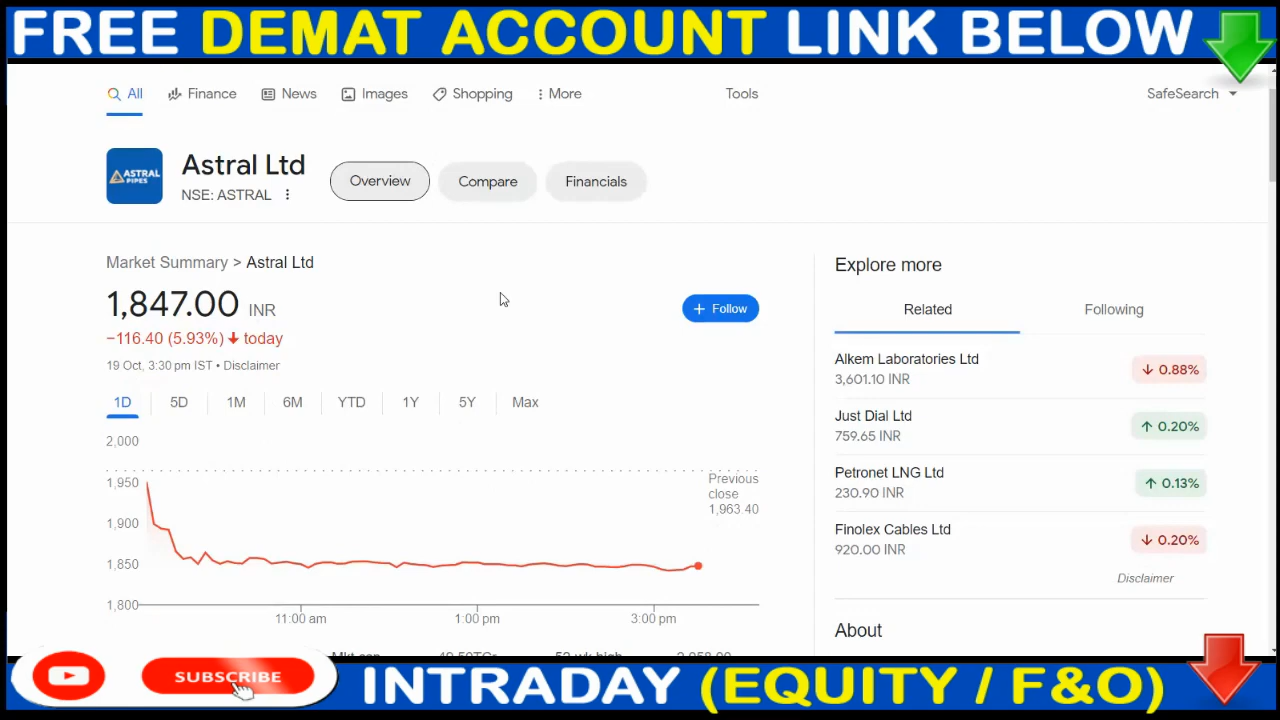 FREE DEMAT ACCOUNT LINK BELOW
All Finance News Images Shopping More Tools SafeSearch
ASTRAL
PIPES
Astral Ltd
NSE: ASTRAL
Overview Compare Financials
Market Summary > Astral Ltd
1,847.00 INR
−116.40 (5.93%) today
19 Oct, 3:30 pm IST • Disclaimer
+ Follow
1D 5D 1M 6M YTD 1Y 5Y Max
2,000
1,950
1,900
1,850
1,800
Previous
close
1,963.40
11:00 am 1:00 pm 3:00 pm
Explore more
Related Following
Alkem Laboratories Ltd
3,601.10 INR
↓ 0.88%
Just Dial Ltd
759.65 INR
↑ 0.20%
Petronet LNG Ltd
230.90 INR
↑ 0.13%
Finolex Cables Ltd
920.00 INR
↓ 0.20%
Disclaimer
About
SUBSCRIBE
INTRADAY (EQUITY / F&O)